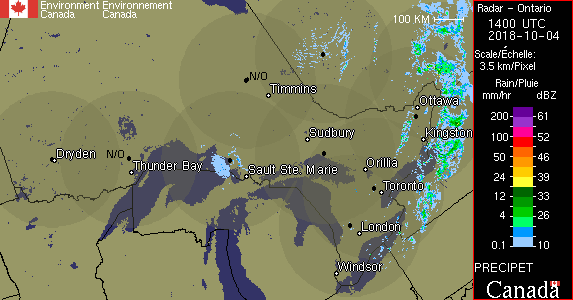 Environment Environnement
Canada Canada
100 KM
N/O
Timmins
Ottawa
Sudbury
Kingston
Dryden
N/O
Thunder Bay
Sault Ste. Marie
Orillia
Toronto
London
Windsor
Radar - Ontario
1400 UTC
2018-10-04
Scale/Échelle:
3.5 km/Pixel
Rain/Pluie
mm/hr dBZ
200 61
100 52
50 46
24 39
12 33
4 26
0.1 10
PRECIPET
Canada